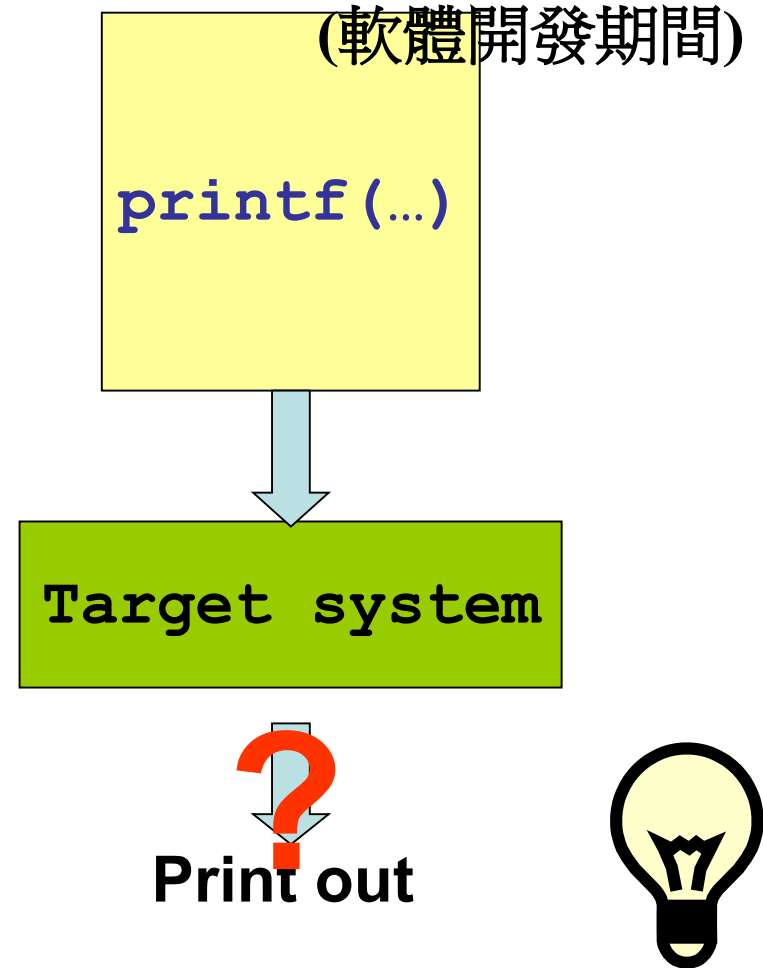 (軟體開發期間)
printf(…)
Target system
?
Print out